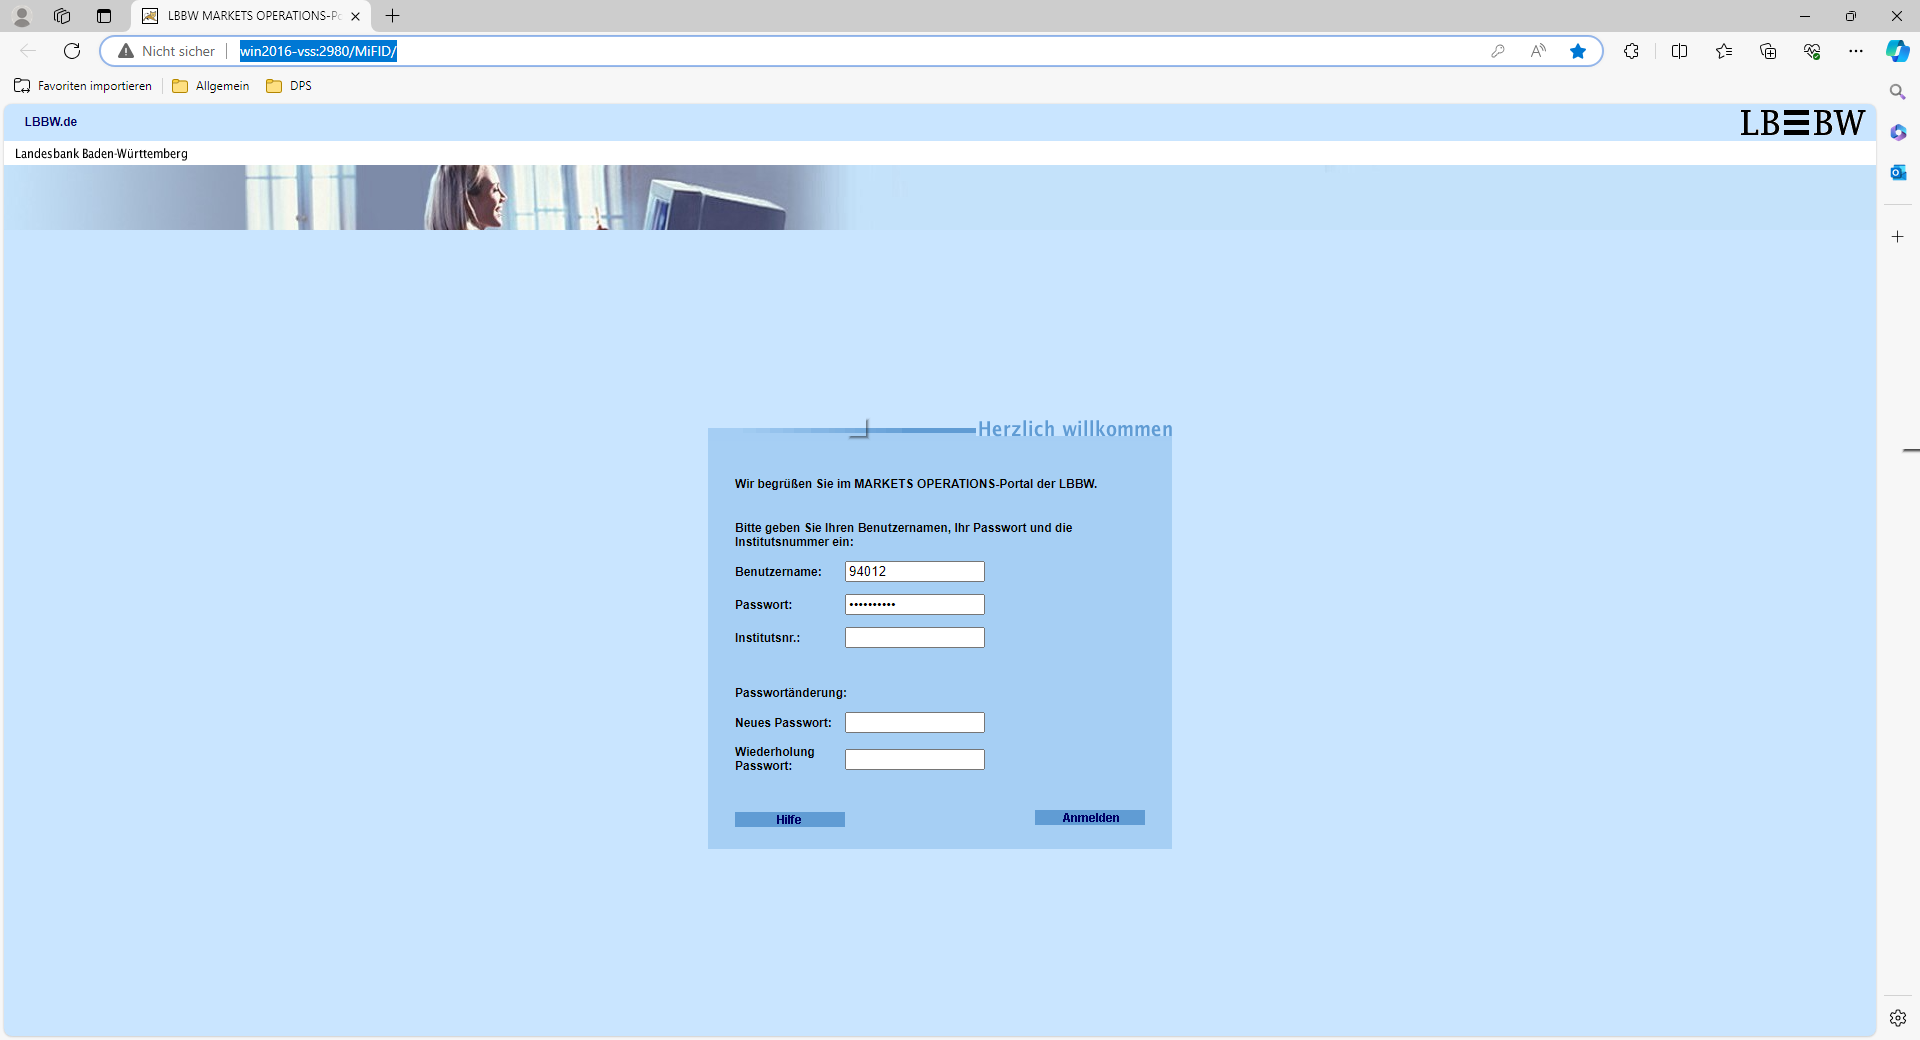 LBBW MARKETS OPERATIONS-Po
Nicht sicher
win2016-vss:2980/MiFID/
Favoriten importieren
Allgemein
DPS
LBBW.de
LB≡BW
Landesbank Baden-Württemberg
Herzlich willkommen
Wir begrüßen Sie im MARKETS OPERATIONS-Portal der LBBW.
Bitte geben Sie Ihren Benutzernamen, Ihr Passwort und die
Institutsnummer ein:
Benutzername: 94012
Passwort: ••••••••••
Institutsnr.:
Passwortänderung:
Neues Passwort:
Wiederholung
Passwort:
Hilfe
Anmelden